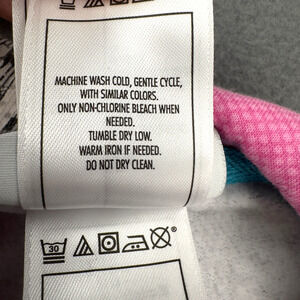 MACHINE WASH COLD, GENTLE CYCLE,
WITH SIMILAR COLORS.
ONLY NON-CHLORINE BLEACH WHEN
NEEDED.
TUMBLE DRY LOW.
WARM IRON IF NEEDED.
DO NOT DRY CLEAN.
30